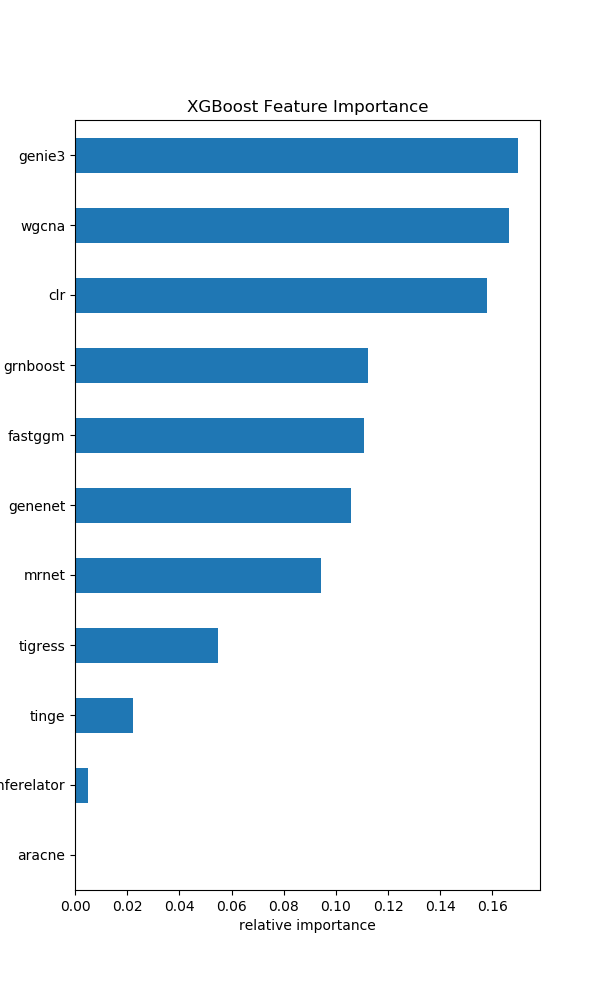 XGBoost Feature Importance
genie3
wgcna
clr
grnboost
fastggm
genenet
mrnet
tigress
tinge
nferelator
aracne
0.00 0.02 0.04 0.06 0.08 0.10 0.12 0.14 0.16
relative importance